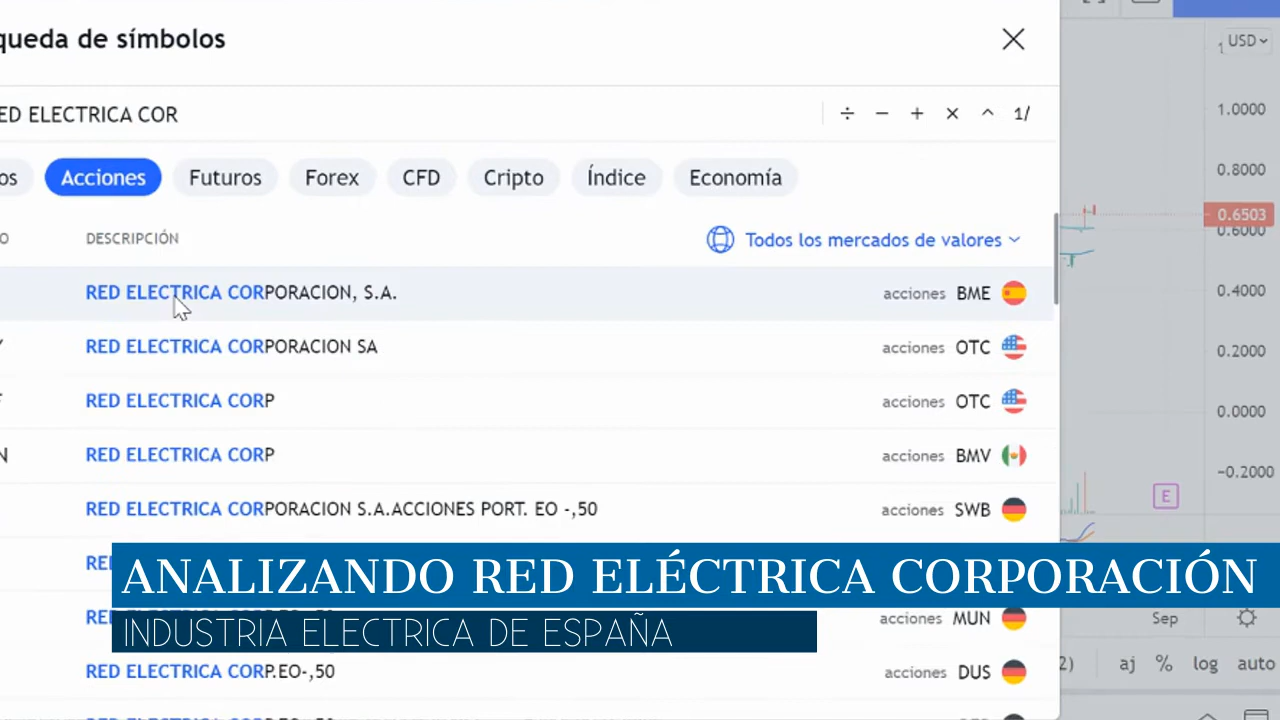 queda de símbolos
USD
1.0000
ED ELECTRICA COR
÷ − + × ^ 1/
0.8000
os Acciones Futuros Forex CFD Cripto Índice Economía
0.6503
0.6000
O DESCRIPCIÓN Todos los mercados de valores
RED ELECTRICA CORPORACION, S.A. acciones BME
0.4000
RED ELECTRICA CORPORACION SA acciones OTC
0.2000
RED ELECTRICA CORP acciones OTC
0.0000
N RED ELECTRICA CORP acciones BMV
-0.2000
E
RED ELECTRICA CORPORACION S.A.ACCIONES PORT. EO -,50 acciones SWB
ANALIZANDO RED ELÉCTRICA CORPORACIÓN
acciones MUN
Sep
INDUSTRIA ELECTRICA DE ESPAÑA
RED ELECTRICA CORP.EO-,50 acciones DUS
aj % log auto